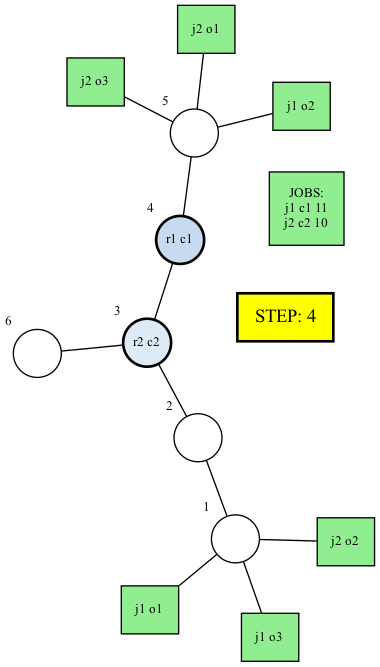 j2 o1
j2 o3
5
j1 o2
JOBS:
j1 c1 11
j2 c2 10
4
r1 c1
STEP: 4
3
6
r2 c2
2
1
j2 o2
j1 o1
j1 o3